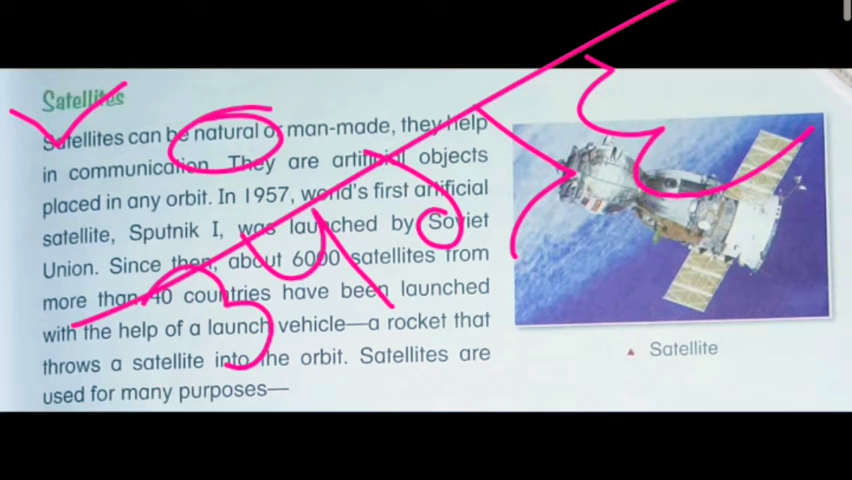 Satellites
Satellites can be natural or man-made, they help
in communication. They are artificial objects
placed in any orbit. In 1957, world's first artificial
satellite, Sputnik I, was launched by Soviet
Union. Since then, about 6000 satellites from
more than 40 countries have been launched
with the help of a launch vehicle—a rocket that
throws a satellite into the orbit. Satellites are
used for many purposes—
▲ Satellite